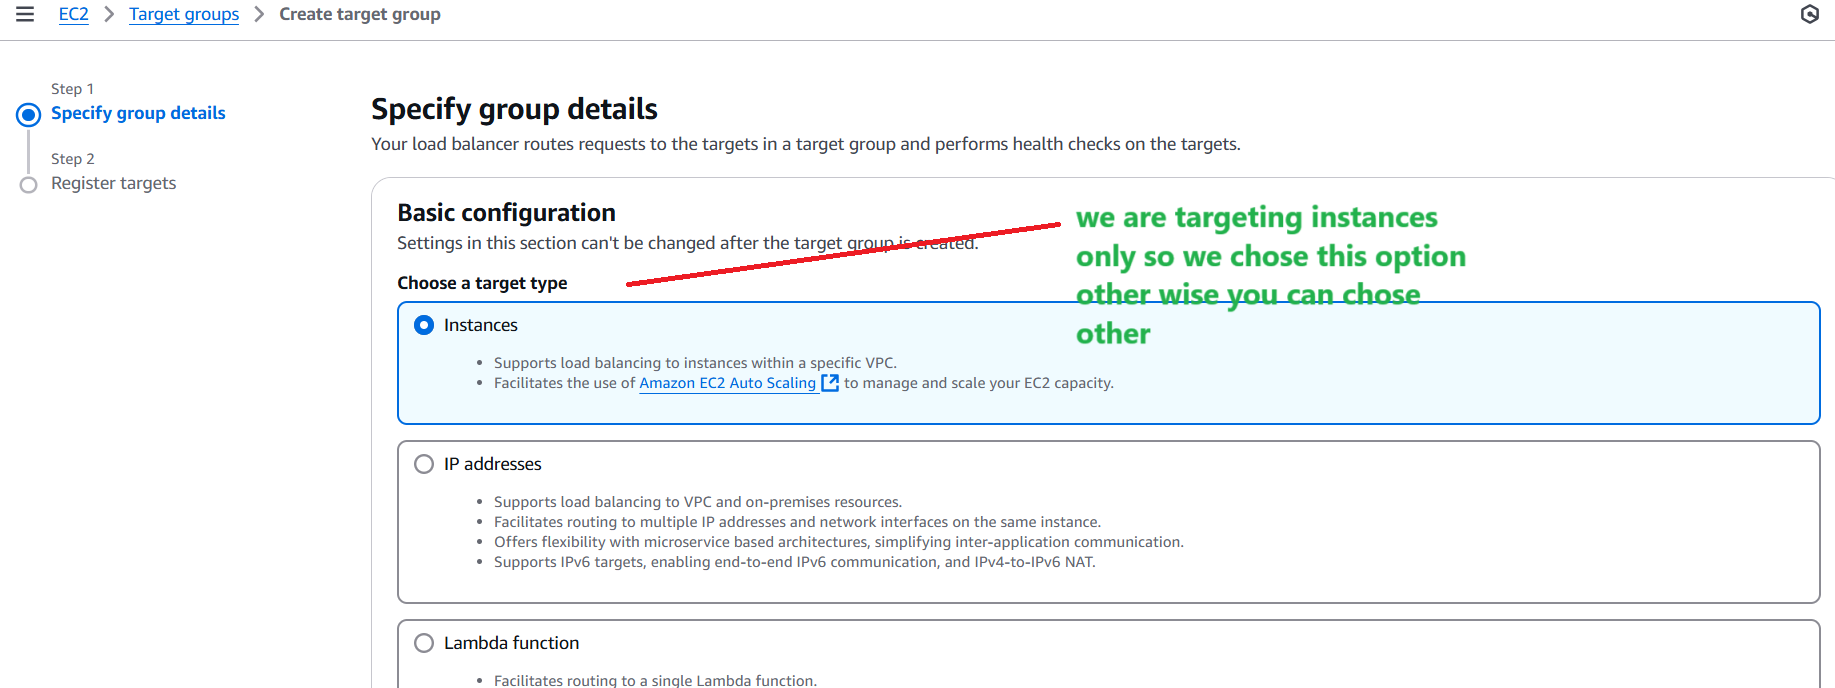 EC2 > Target groups > Create target group
Step 1
Specify group details
Step 2
Register targets
Specify group details
Your load balancer routes requests to the targets in a target group and performs health checks on the targets.
Basic configuration
Settings in this section can't be changed after the target group is created.
we are targeting instances
only so we chose this option
other wise you can chose
other
Choose a target type
Instances
• Supports load balancing to instances within a specific VPC.
• Facilitates the use of Amazon EC2 Auto Scaling to manage and scale your EC2 capacity.
IP addresses
• Supports load balancing to VPC and on-premises resources.
• Facilitates routing to multiple IP addresses and network interfaces on the same instance.
• Offers flexibility with microservice based architectures, simplifying inter-application communication.
• Supports IPv6 targets, enabling end-to-end IPv6 communication, and IPv4-to-IPv6 NAT.
Lambda function
• Facilitates routing to a single Lambda function.